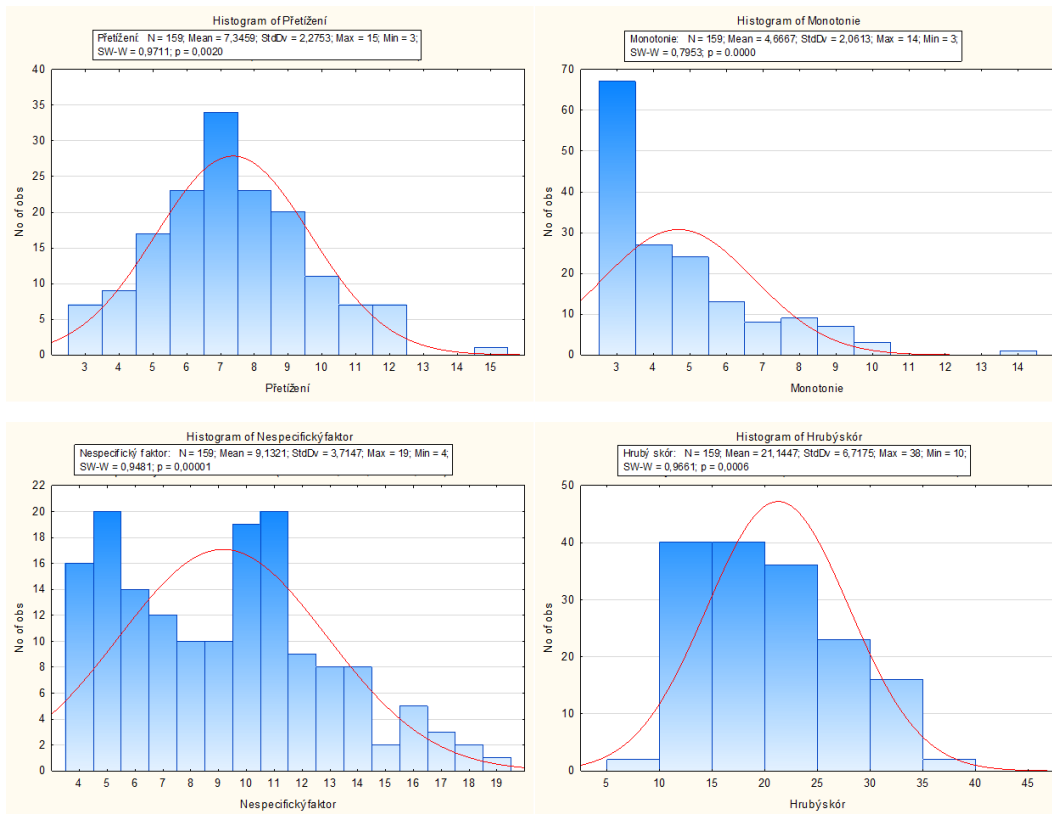 Histogram of Přetížení
Přetížení: N = 159; Mean = 7,3459; StdDv = 2,2753; Max = 15; Min = 3;
SW-W = 0,9711; p = 0,0020
40
35
30
25
20
15
10
5
0
No of obs
3 4 5 6 7 8 9 10 11 12 13 14 15
Přetížení
Histogram of Monotonie
Monotonie: N = 159; Mean = 4,6667; StdDv = 2,0613; Max = 14; Min = 3;
SW-W = 0,7953; p = 0.0000
70
60
50
40
30
20
10
0
No of obs
3 4 5 6 7 8 9 10 11 12 13 14
Monotonie
Histogram of Nespecifickýfaktor
Nespecifický faktor: N = 159; Mean = 9,1321; StdDv = 3,7147; Max = 19; Min = 4;
SW-W = 0,9481; p = 0,00001
22
20
18
16
14
12
10
8
6
4
2
0
No of obs
4 5 6 7 8 9 10 11 12 13 14 15 16 17 18 19
Nespecifickýfaktor
Histogram of Hrubýskór
Hrubý skór: N = 159; Mean = 21,1447; StdDv = 6,7175; Max = 38; Min = 10;
SW-W = 0,9661; p = 0,0006
50
40
30
20
10
0
No of obs
5 10 15 20 25 30 35 40 45
Hrubýskór